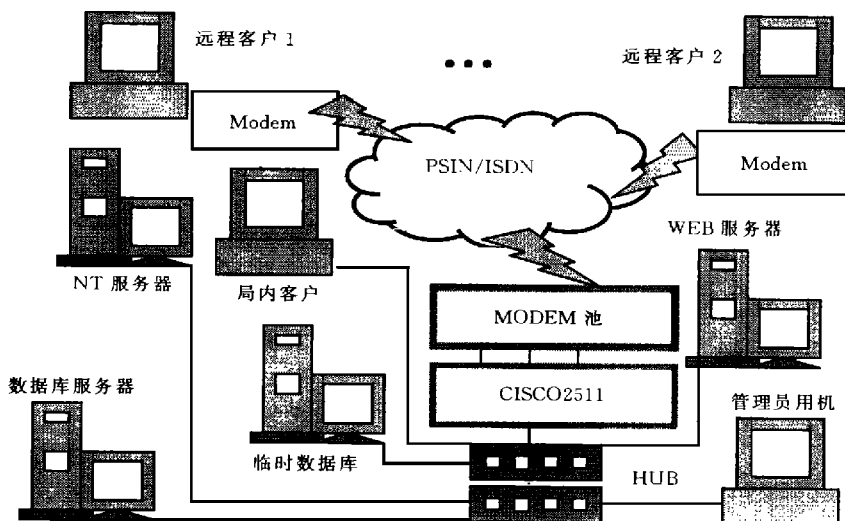 远程客户 1
远程客户 2
Modem
PSIN/ISDN
Modem
WEB 服务器
NT 服务器
局内客户
MODEM 池
数据库服务器
CISCO2511
管理员用机
临时数据库
HUB